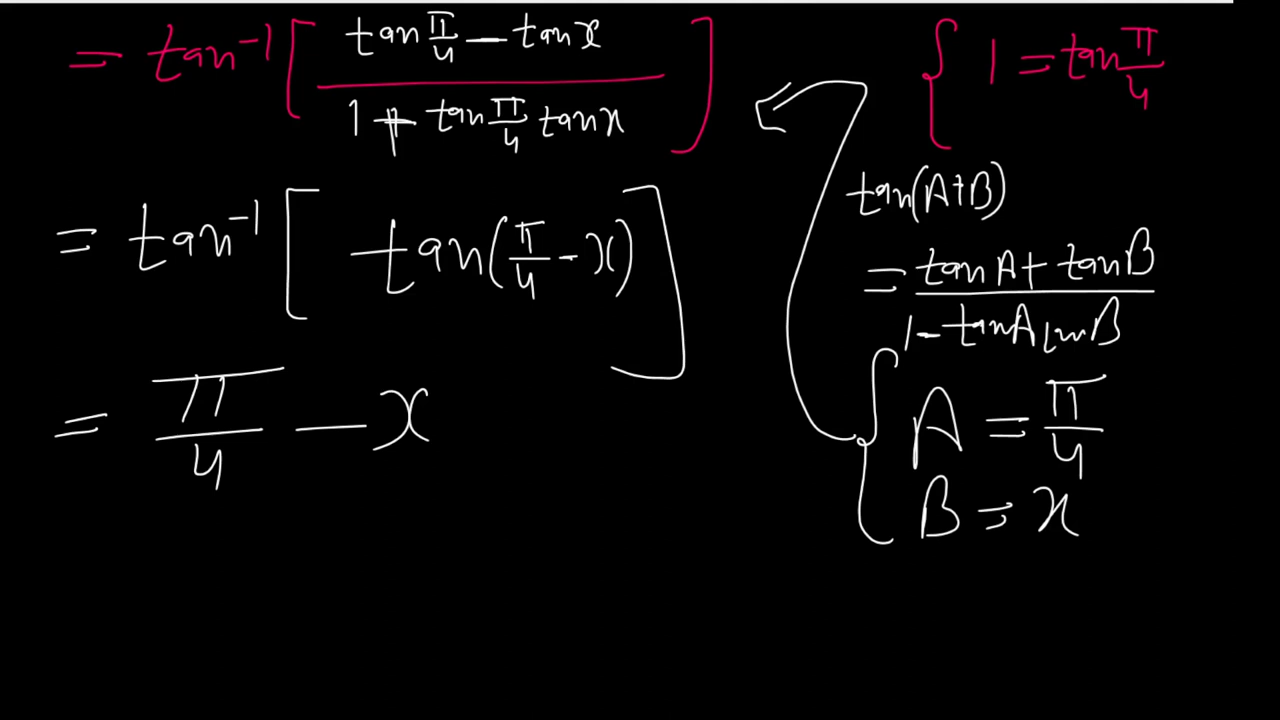 = tan⁻¹[ (tan π/4 − tan x) / (1 + tan π/4 tan x) ]
{ 1 = tan π/4
= tan⁻¹[ tan(π/4 − x) ]
= π/4 − x
tan(A+B)
= (tan A + tan B) / (1 − tan A tan B)
{ A = π/4
B = x